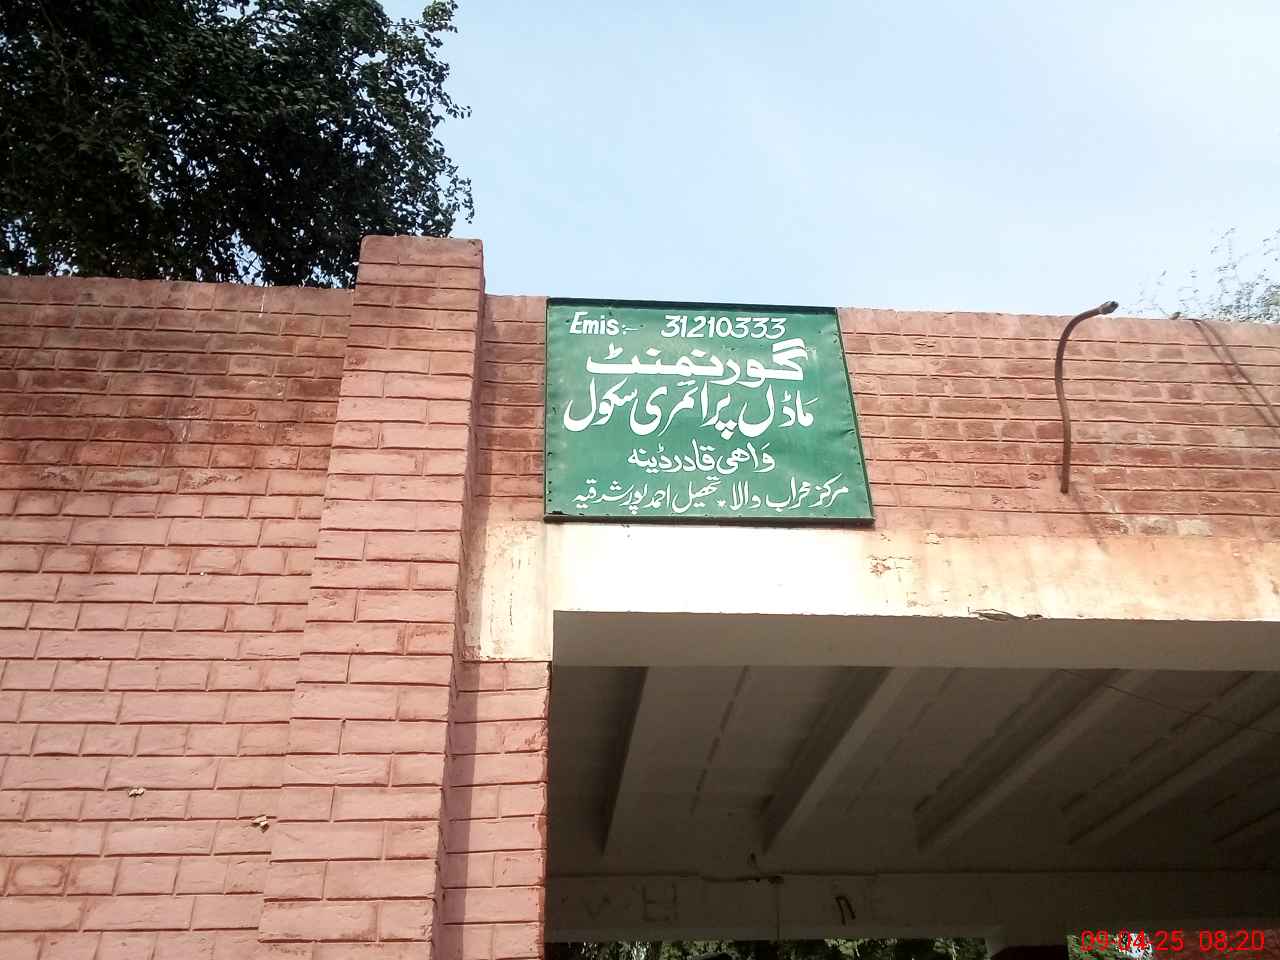 Emis:- 31210333
گورنمنٹ
ماڈل پرائمری سکول
واھی قادر ڈینہ
مرکز محراب والا * تحصیل احمد پور شرقیہ
09-04-25 08:20